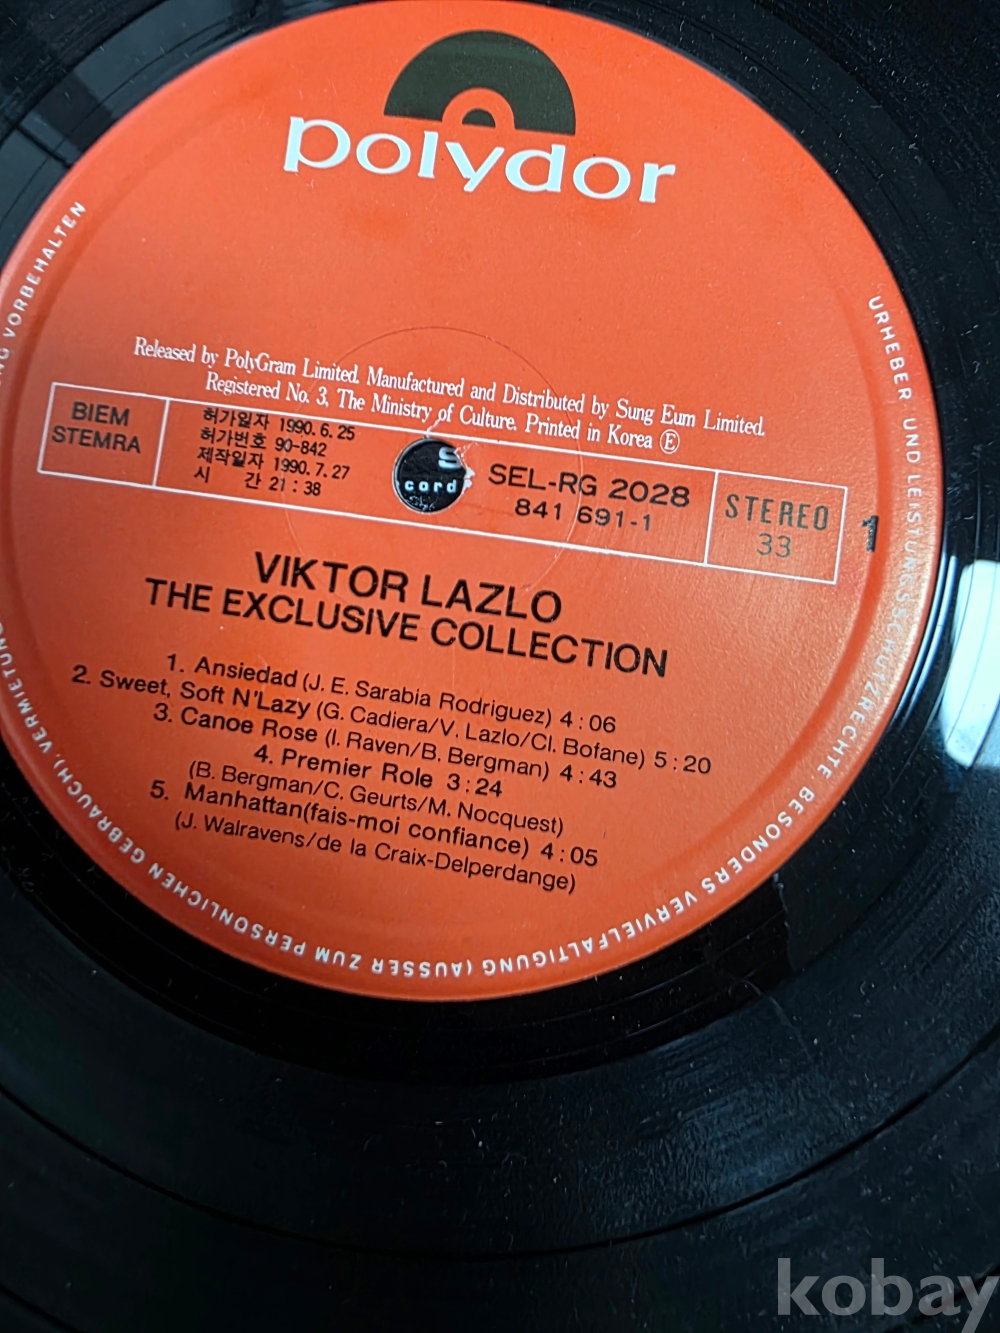 polydor
Released by PolyGram Limited. Manufactured and Distributed by Sung Eum Limited.
Registered No. 3, The Ministry of Culture. Printed in Korea Ⓔ
BIEM
STEMRA
허가일자 1990. 6. 25
허가번호 90-842
제작일자 1990. 7. 27
시 간 21 : 38
S
cord
SEL-RG 2028
841 691-1
STEREO
33
1
VIKTOR LAZLO
THE EXCLUSIVE COLLECTION
1. Ansiedad (J. E. Sarabia Rodriguez) 4 : 06
2. Sweet, Soft N'Lazy (G. Cadiera/V. Lazlo/Cl. Bofane) 5 : 20
3. Canoe Rose (I. Raven/B. Bergman) 4 : 43
4. Premier Role 3 : 24
(B. Bergman/C. Geurts/M. Nocquest)
5. Manhattan(fais-moi confiance) 4 : 05
(J. Walravens/de la Craix-Delperdange)
URHEBER UND LEISTUNGSSCHUTZRECHTE. BESONDERS VERVIELFALTIGUNG (AUSSER ZUM PERSONLICHEN GEBRAUCH), VERMIETUNG
NG VORBEHALTEN
kobay